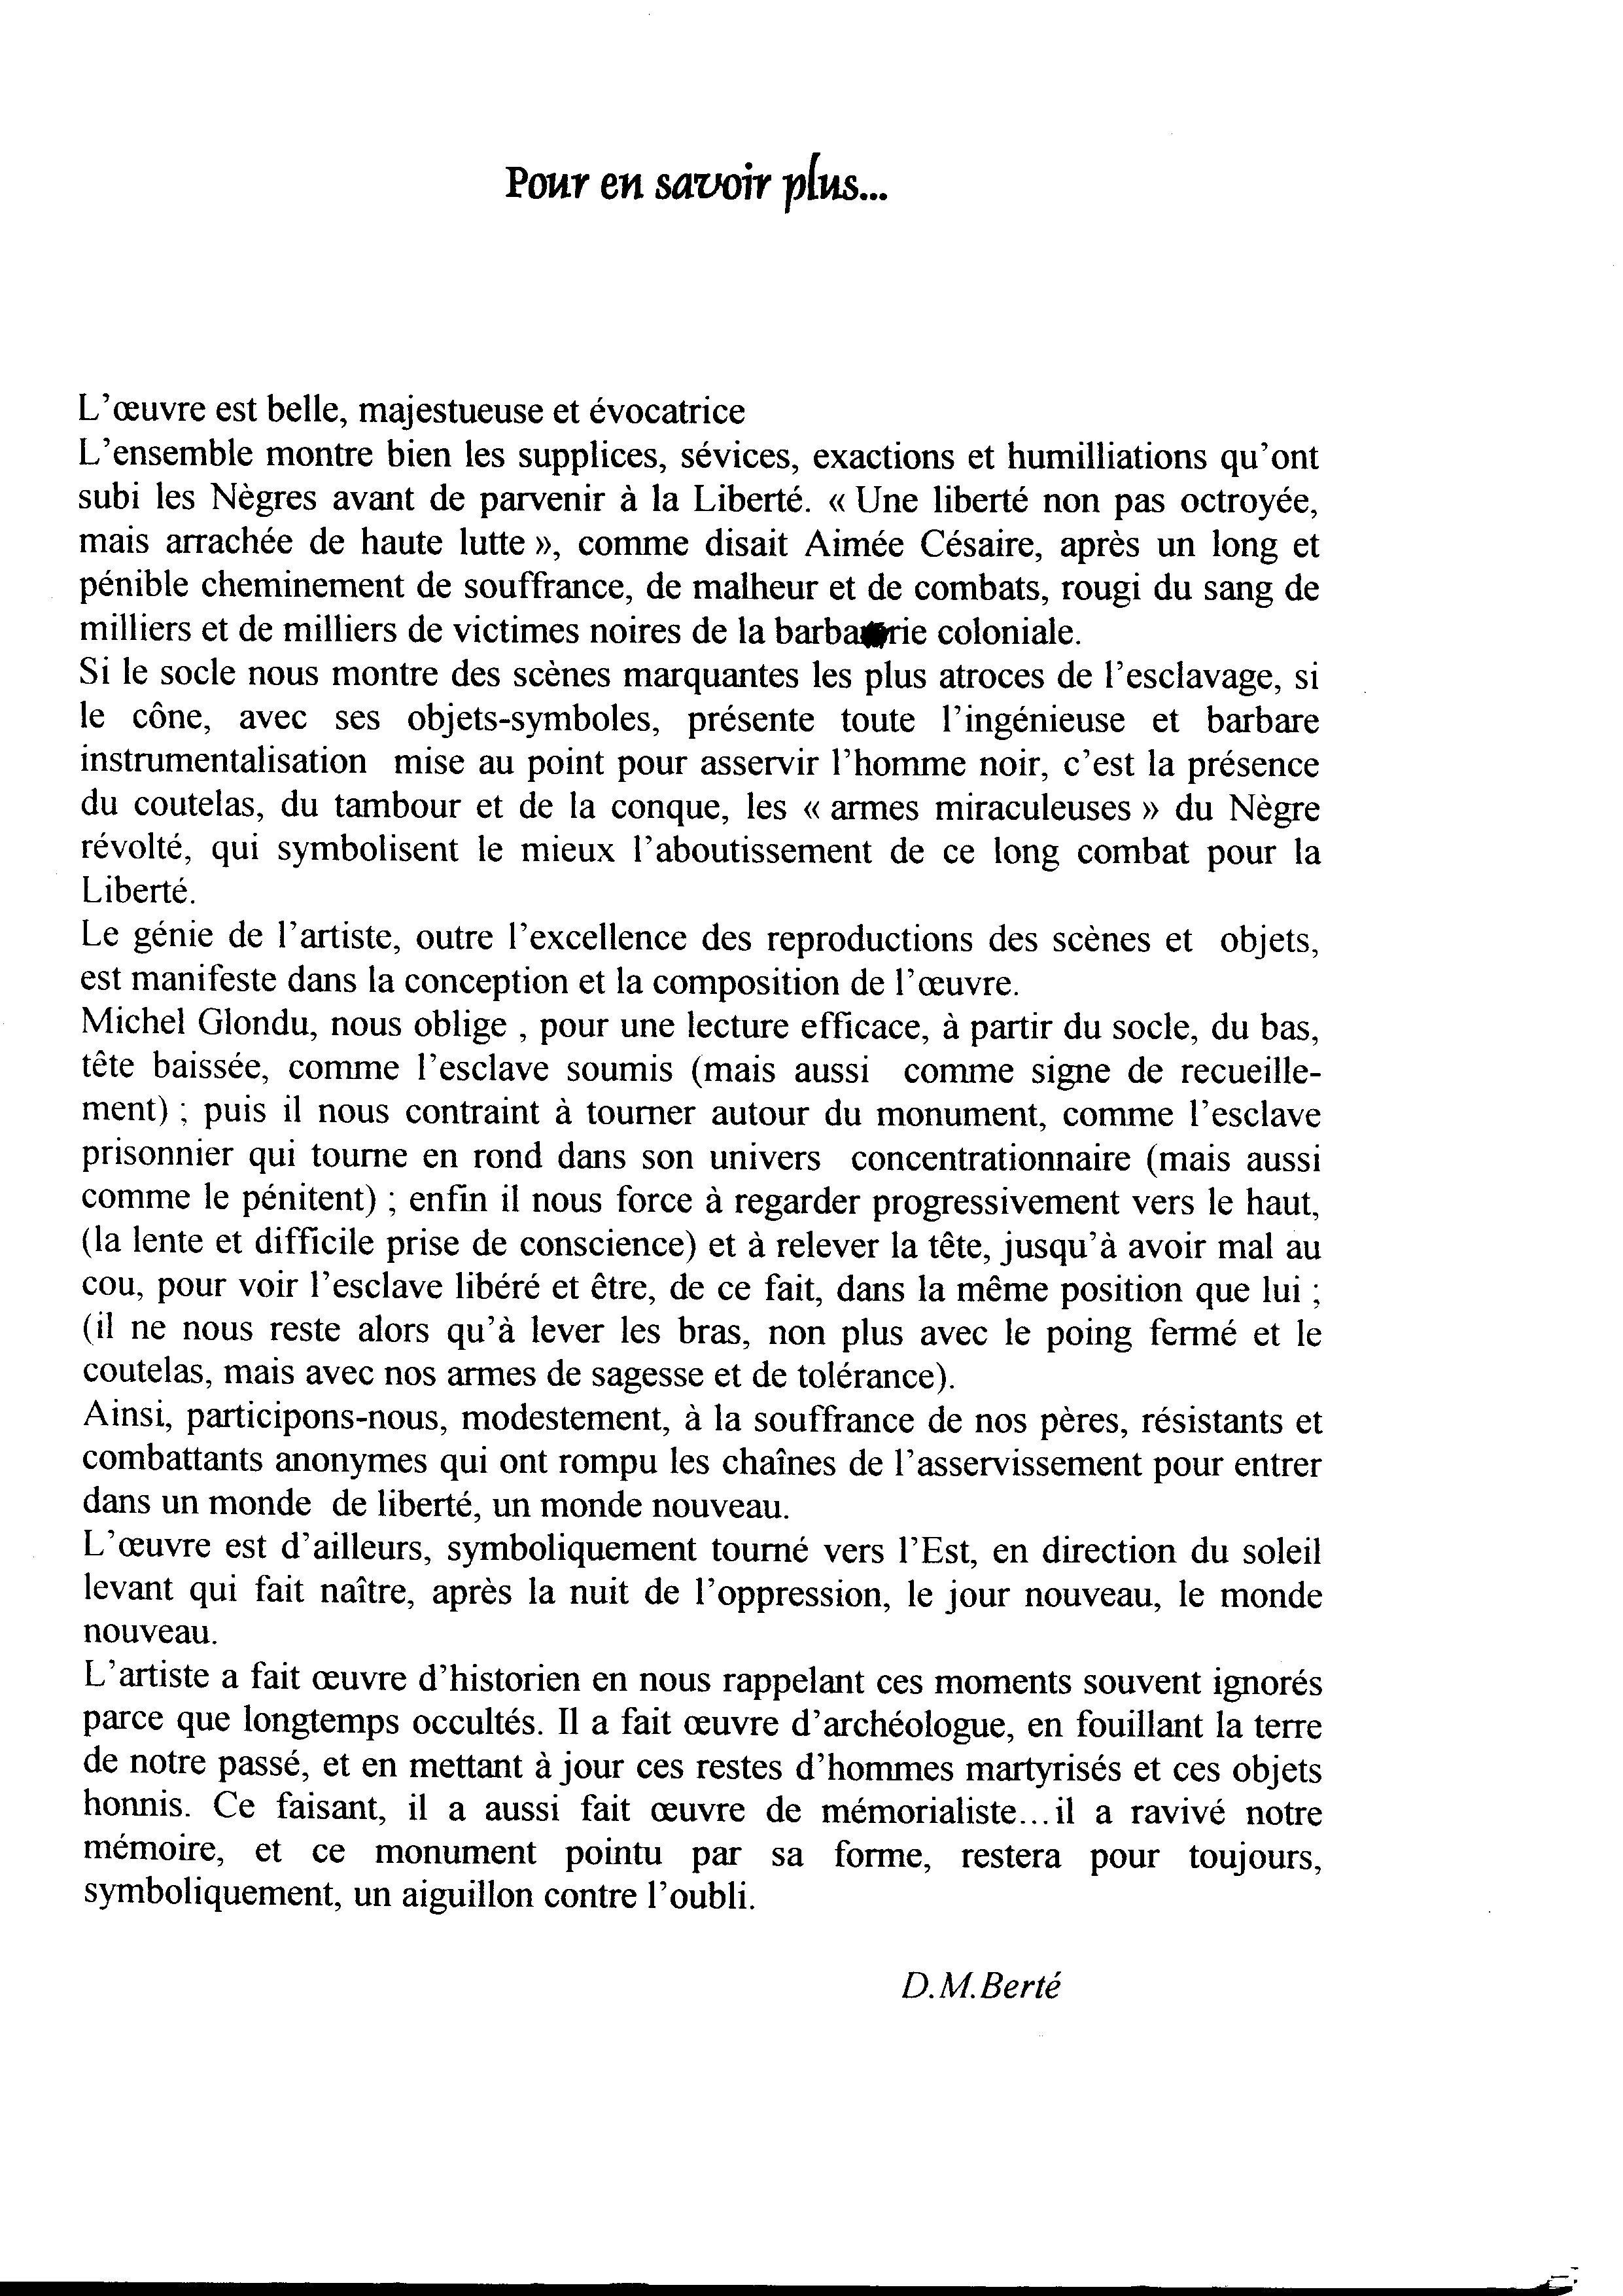 Pour en savoir plus...
L'œuvre est belle, majestueuse et évocatrice
L'ensemble montre bien les supplices, sévices, exactions et humilliations qu'ont
subi les Nègres avant de parvenir à la Liberté. « Une liberté non pas octroyée,
mais arrachée de haute lutte », comme disait Aimée Césaire, après un long et
pénible cheminement de souffrance, de malheur et de combats, rougi du sang de
milliers et de milliers de victimes noires de la barbarie coloniale.
Si le socle nous montre des scènes marquantes les plus atroces de l'esclavage, si
le cône, avec ses objets-symboles, présente toute l'ingénieuse et barbare
instrumentalisation mise au point pour asservir l'homme noir, c'est la présence
du coutelas, du tambour et de la conque, les « armes miraculeuses » du Nègre
révolté, qui symbolisent le mieux l'aboutissement de ce long combat pour la
Liberté.
Le génie de l'artiste, outre l'excellence des reproductions des scènes et objets,
est manifeste dans la conception et la composition de l'œuvre.
Michel Glondu, nous oblige , pour une lecture efficace, à partir du socle, du bas,
tête baissée, comme l'esclave soumis (mais aussi comme signe de recueille-
ment) ; puis il nous contraint à tourner autour du monument, comme l'esclave
prisonnier qui tourne en rond dans son univers concentrationnaire (mais aussi
comme le pénitent) ; enfin il nous force à regarder progressivement vers le haut,
(la lente et difficile prise de conscience) et à relever la tête, jusqu'à avoir mal au
cou, pour voir l'esclave libéré et être, de ce fait, dans la même position que lui ;
(il ne nous reste alors qu'à lever les bras, non plus avec le poing fermé et le
coutelas, mais avec nos armes de sagesse et de tolérance).
Ainsi, participons-nous, modestement, à la souffrance de nos pères, résistants et
combattants anonymes qui ont rompu les chaînes de l'asservissement pour entrer
dans un monde de liberté, un monde nouveau.
L'œuvre est d'ailleurs, symboliquement tourné vers l'Est, en direction du soleil
levant qui fait naître, après la nuit de l'oppression, le jour nouveau, le monde
nouveau.
L'artiste a fait œuvre d'historien en nous rappelant ces moments souvent ignorés
parce que longtemps occultés. Il a fait œuvre d'archéologue, en fouillant la terre
de notre passé, et en mettant à jour ces restes d'hommes martyrisés et ces objets
honnis. Ce faisant, il a aussi fait œuvre de mémorialiste...il a ravivé notre
mémoire, et ce monument pointu par sa forme, restera pour toujours,
symboliquement, un aiguillon contre l'oubli.
D.M.Berté